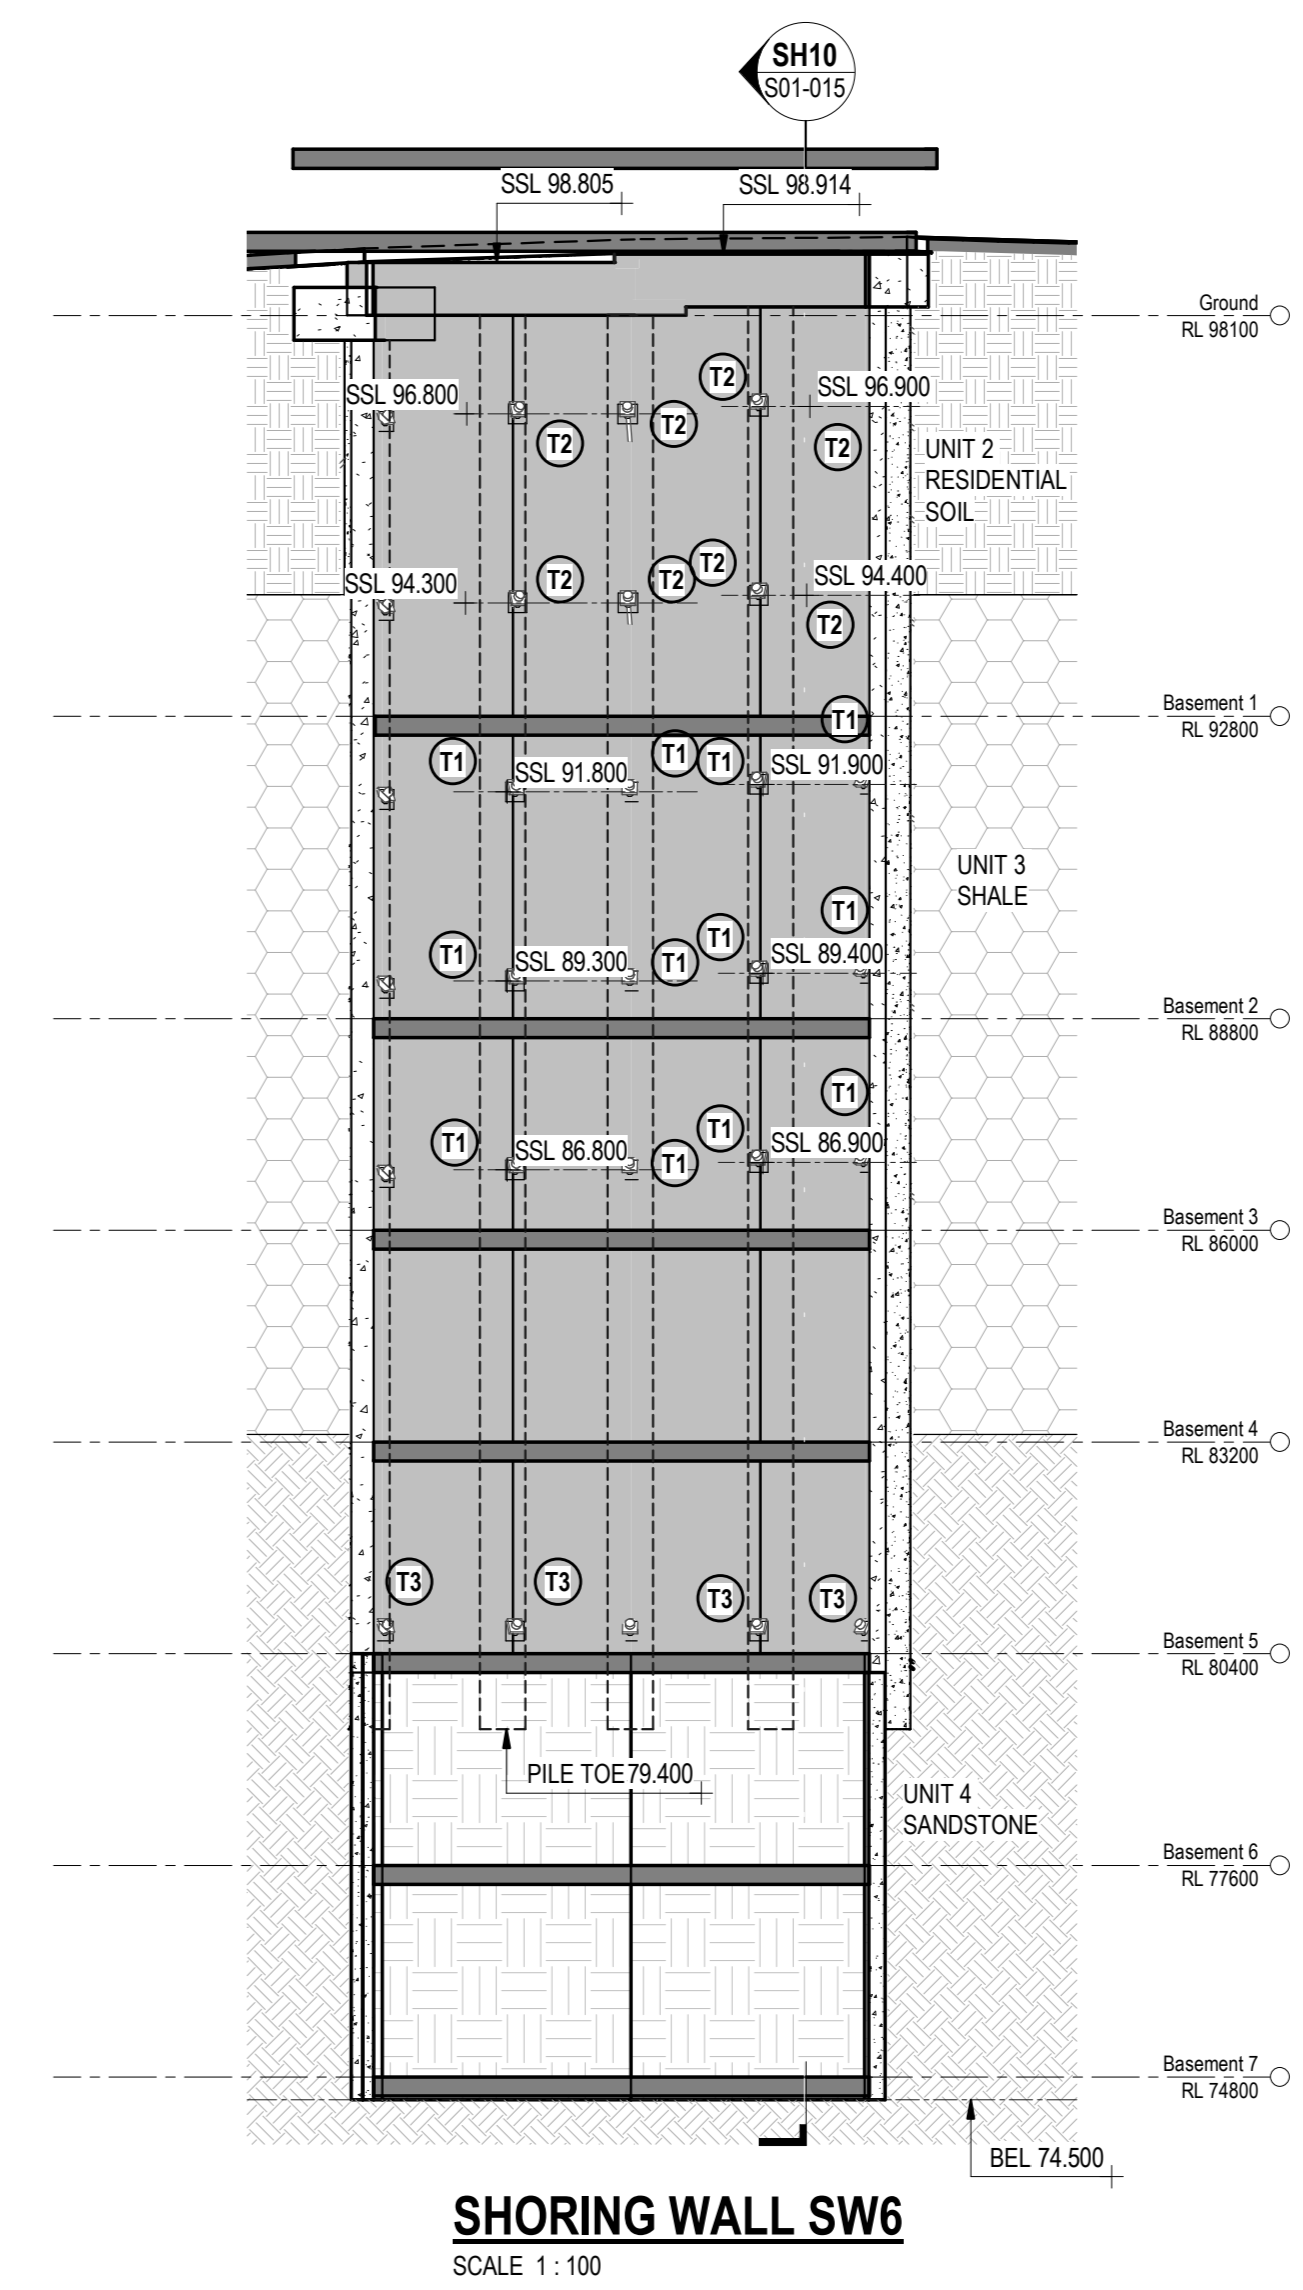 SH10
S01-015
SSL 98.805
SSL 98.914
Ground
RL 98100
T2
SSL 96.800
SSL 96.900
T2
T2
T2
UNIT 2
RESIDENTIAL
SOIL
T2
T2
T2
SSL 94.300
SSL 94.400
T2
Basement 1
RL 92800
T1
T1
T1
T1
SSL 91.800
SSL 91.900
UNIT 3
SHALE
T1
T1
T1
T1
SSL 89.300
SSL 89.400
Basement 2
RL 88800
T1
T1
T1
T1
SSL 86.800
SSL 86.900
Basement 3
RL 86000
Basement 4
RL 83200
T3
T3
T3
T3
Basement 5
RL 80400
PILE TOE 79.400
UNIT 4
SANDSTONE
Basement 6
RL 77600
Basement 7
RL 74800
BEL 74.500
SHORING WALL SW6
SCALE 1 : 100